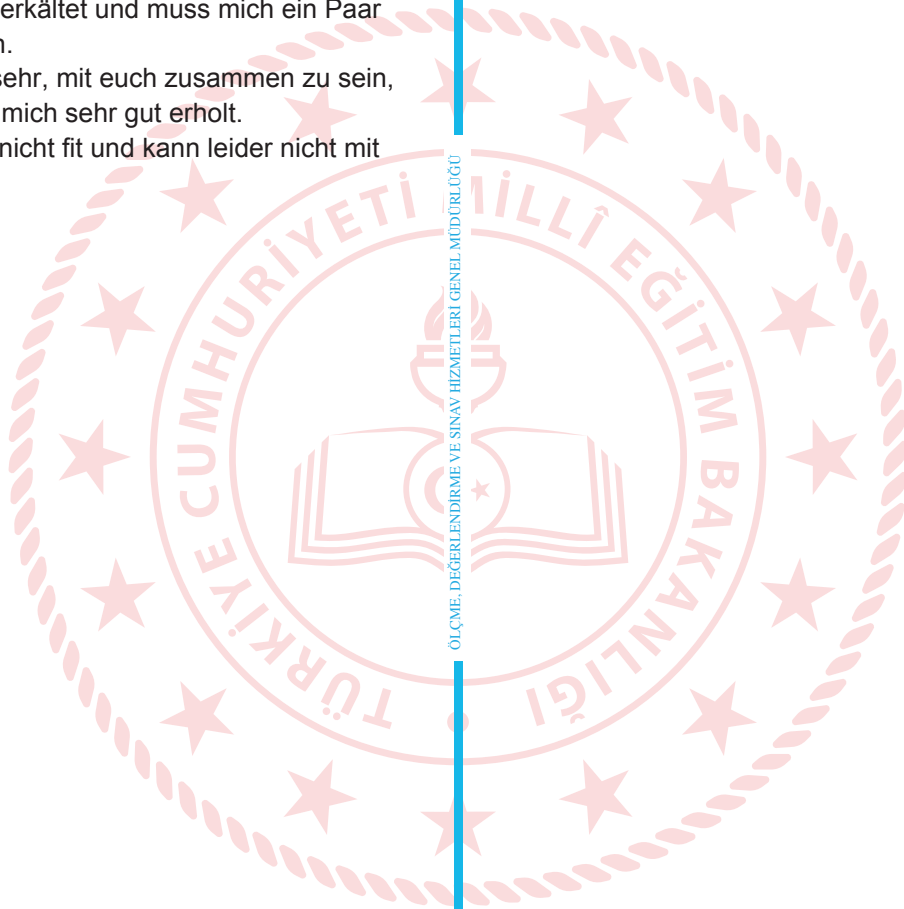 erkältet und muss mich ein Paar
sehr, mit euch zusammen zu sein,
mich sehr gut erholt.
nicht fit und kann leider nicht mit
ÖLÇME, DEĞERLENDİRME VE SINAV HİZMETLERİ GENEL MÜDÜRLÜĞÜ
TÜRKİYE CUMHURİYETİ MİLLÎ EĞİTİM BAKANLIĞI